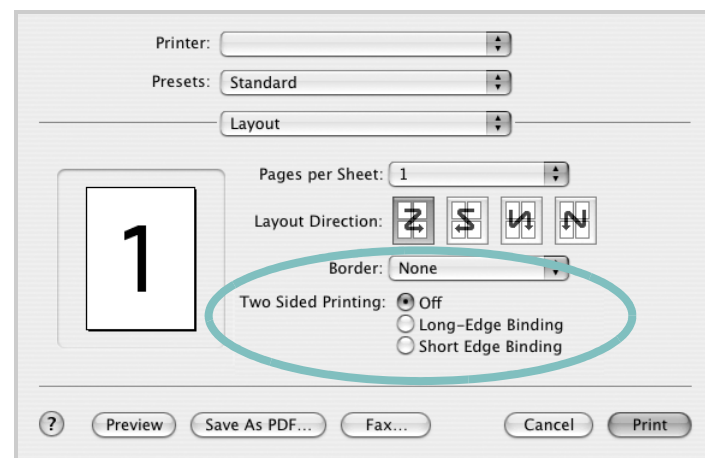 Printer:
Presets: Standard
Layout
Pages per Sheet: 1
Layout Direction:
1
Border: None
Two Sided Printing: Off
Long-Edge Binding
Short Edge Binding
? Preview Save As PDF... Fax... Cancel Print